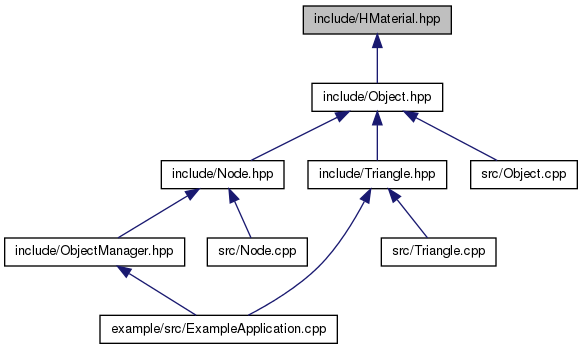 include/HMaterial.hpp
include/Object.hpp
include/Node.hpp
include/Triangle.hpp
src/Object.cpp
include/ObjectManager.hpp
src/Node.cpp
src/Triangle.cpp
example/src/ExampleApplication.cpp